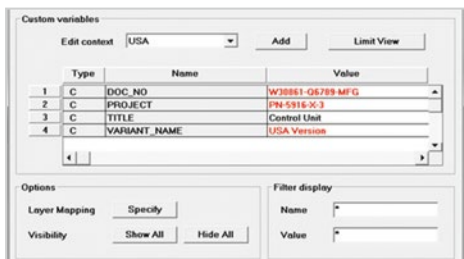 Custom variables
Edit context USA Add Limit View
Type Name Value
1 C DOC_NO W30861-Q6789-MFG
2 C PROJECT PN-5916-X-3
3 C TITLE Control Unit
4 C VARIANT_NAME USA Version
Options Filter display
Layer Mapping Specify Name *
Visibility Show All Hide All Value *